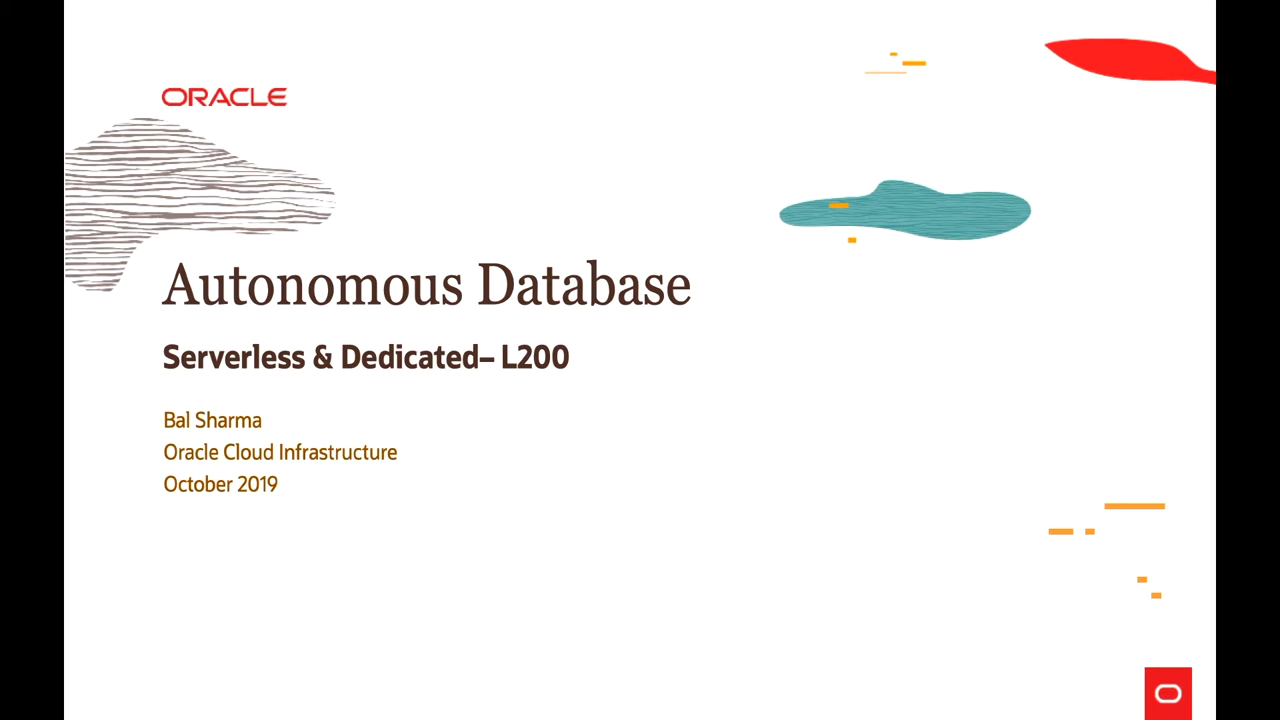 ORACLE
Autonomous Database
Serverless & Dedicated– L200
Bal Sharma
Oracle Cloud Infrastructure
October 2019